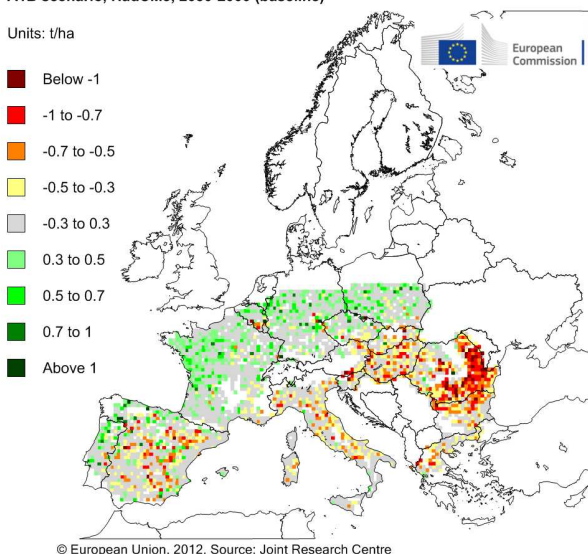 Units: t/ha
European
Commission
Below -1
-1 to -0.7
-0.7 to -0.5
-0.5 to -0.3
-0.3 to 0.3
0.3 to 0.5
0.5 to 0.7
0.7 to 1
Above 1
© European Union, 2012. Source: Joint Research Centre